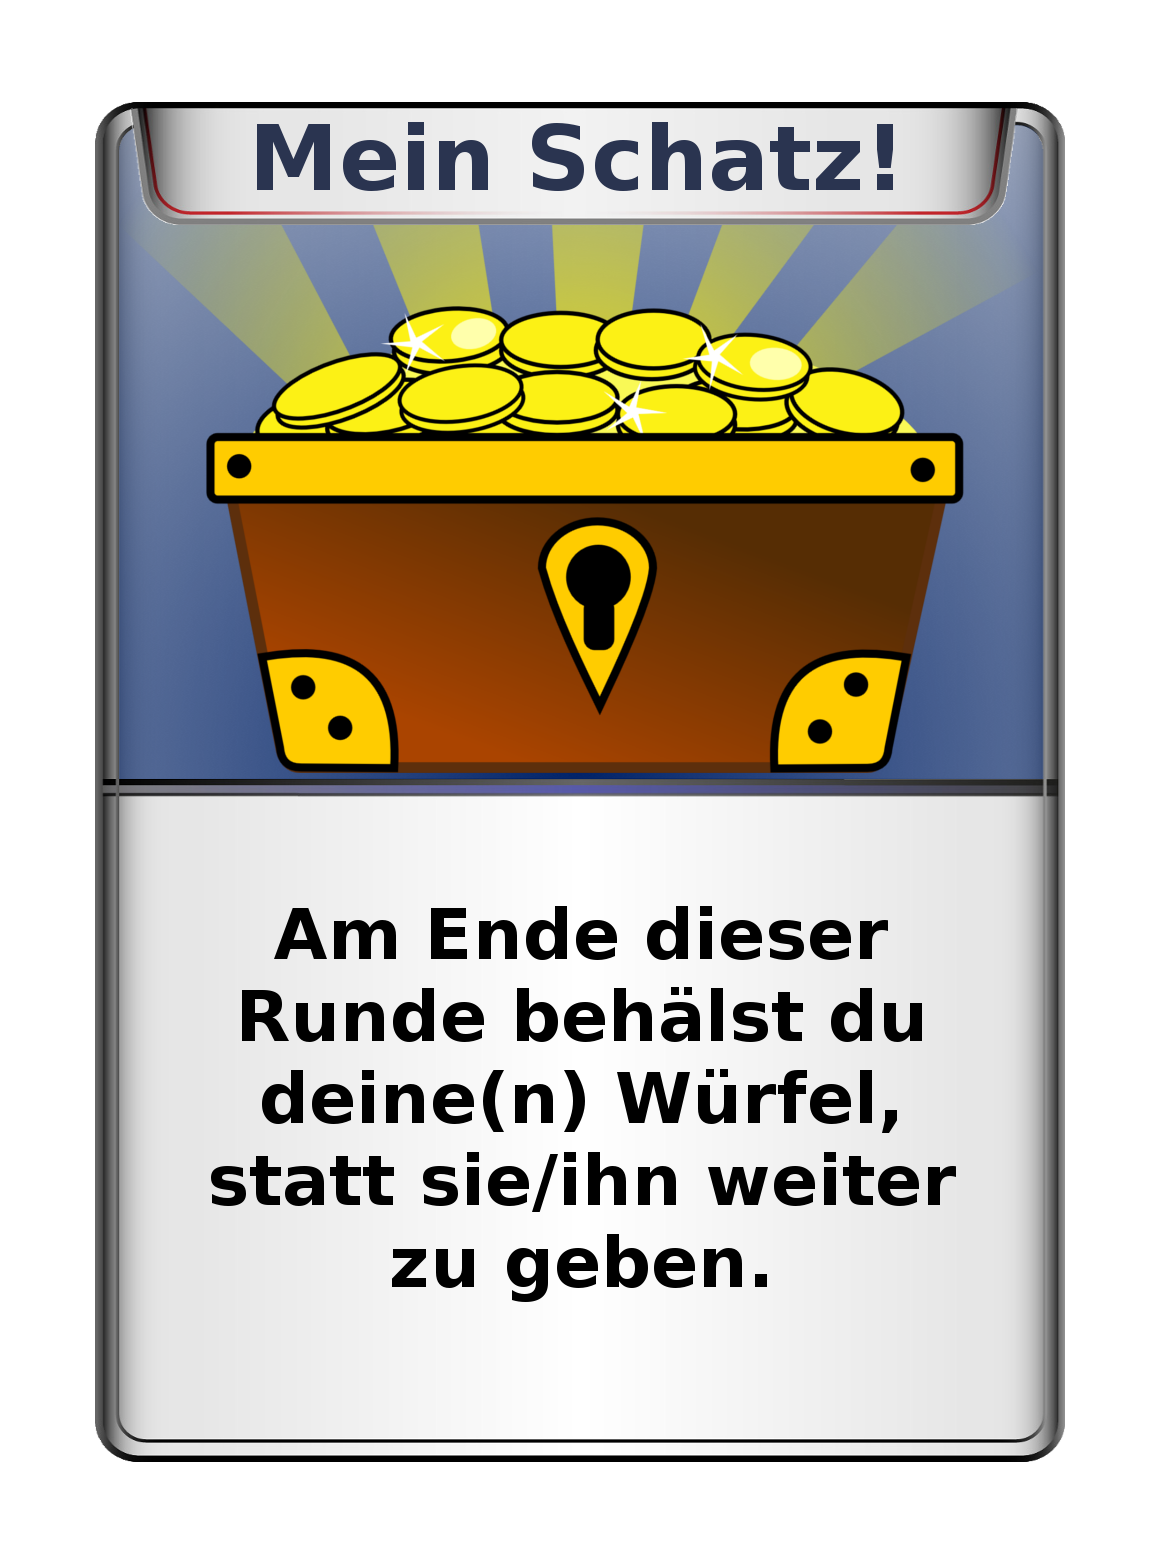 Mein Schatz!
Am Ende dieser
Runde behälst du
deine(n) Würfel,
statt sie/ihn weiter
zu geben.